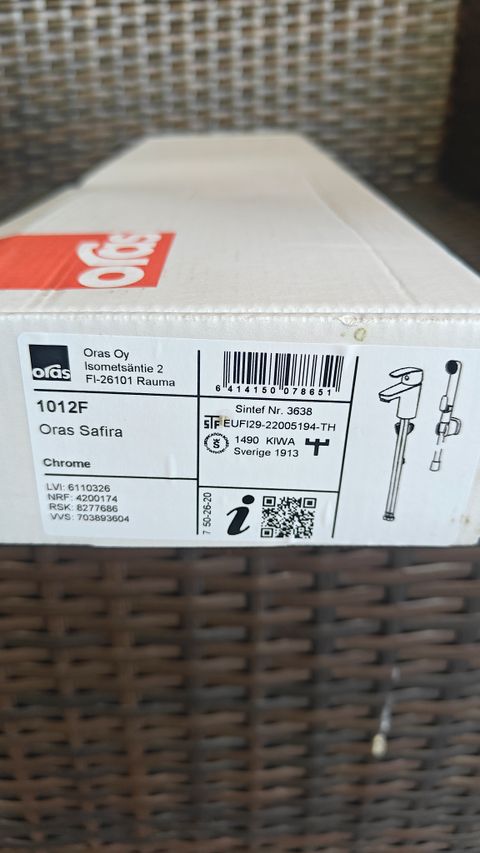 oras
oras
Oras Oy
Isometsäntie 2
FI-26101 Rauma
1012F
Oras Safira
Chrome
LVI: 6110326
NRF: 4200174
RSK: 8277686
VVS: 703893604
6 414150 078651
Sintef Nr. 3638
STF EUFI29-22005194-TH
1490 KIWA
Sverige 1913
7 50-26-20
i